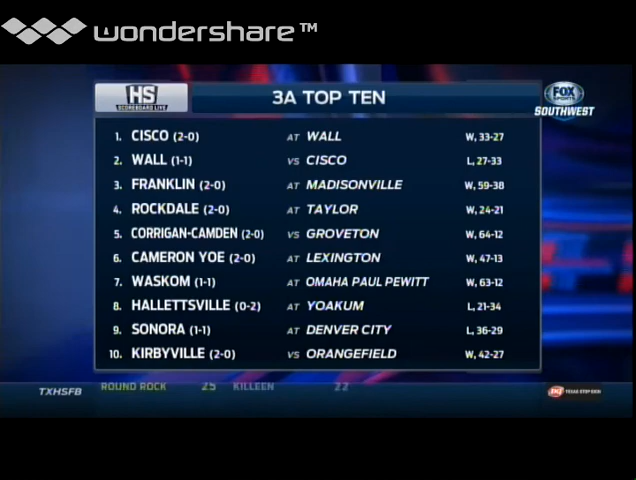 wondershare™
HS
SCOREBOARD LIVE
3A TOP TEN
FOX
SPORTS
SOUTHWEST
1. CISCO (2-0) AT WALL W, 33-27
2. WALL (1-1) VS CISCO L, 27-33
3. FRANKLIN (2-0) AT MADISONVILLE W, 59-38
4. ROCKDALE (2-0) AT TAYLOR W, 24-21
5. CORRIGAN-CAMDEN (2-0) VS GROVETON W, 64-12
6. CAMERON YOE (2-0) AT LEXINGTON W, 47-13
7. WASKOM (1-1) AT OMAHA PAUL PEWITT W, 63-12
8. HALLETTSVILLE (0-2) AT YOAKUM L, 21-34
9. SONORA (1-1) AT DENVER CITY L, 36-29
10. KIRBYVILLE (2-0) VS ORANGEFIELD W, 42-27
TXHSFB ROUND ROCK 25 KILLEEN 22
DQ TEXAS STOP SIGN